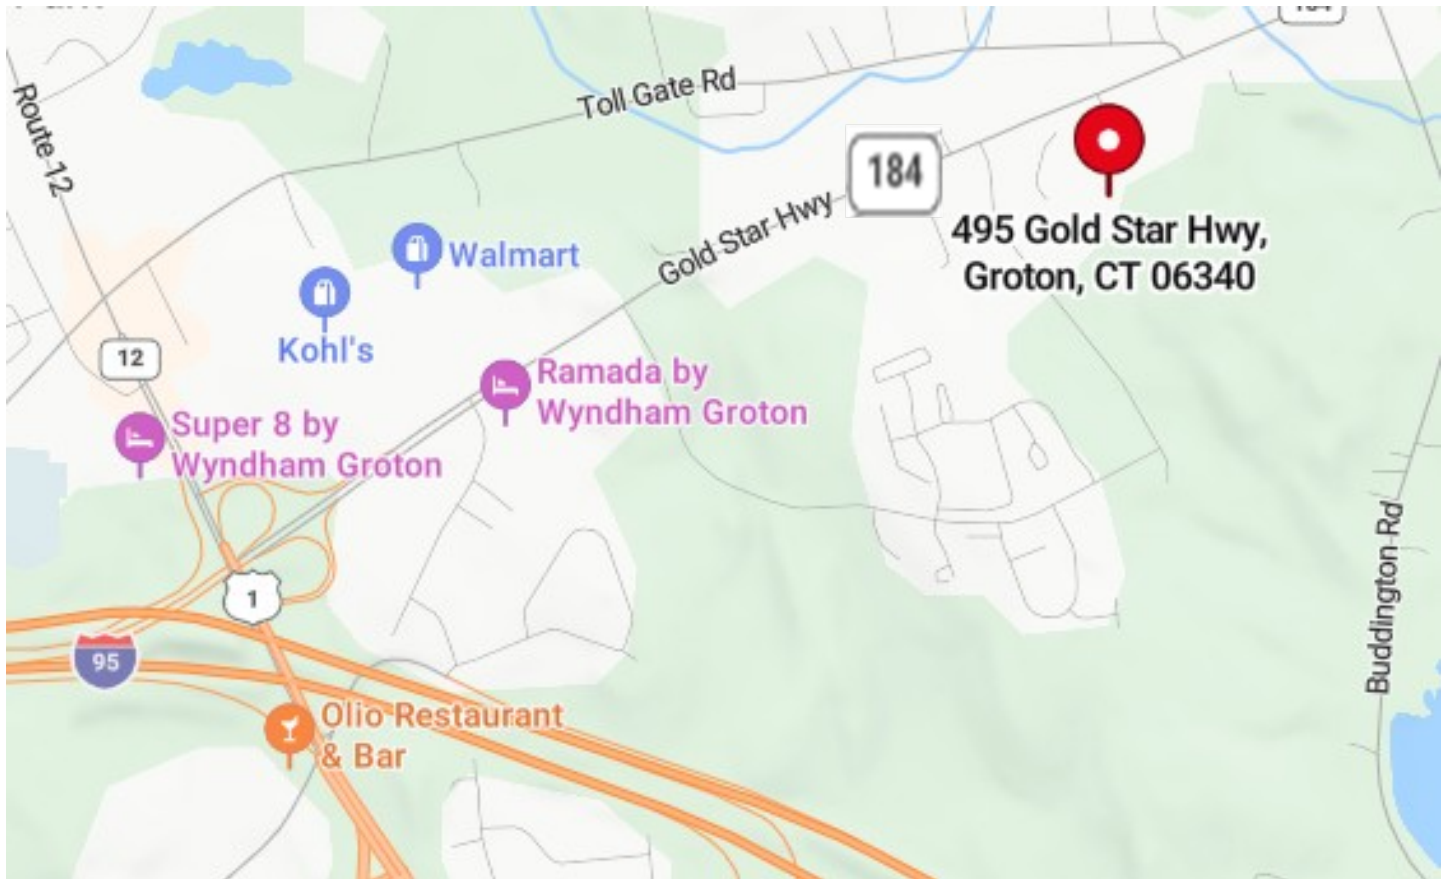 Route 12
Toll Gate Rd
184
Gold Star Hwy
495 Gold Star Hwy,
Groton, CT 06340
Walmart
Kohl's
12
Ramada by
Wyndham Groton
Super 8 by
Wyndham Groton
1
95
Buddington Rd
Olio Restaurant
& Bar